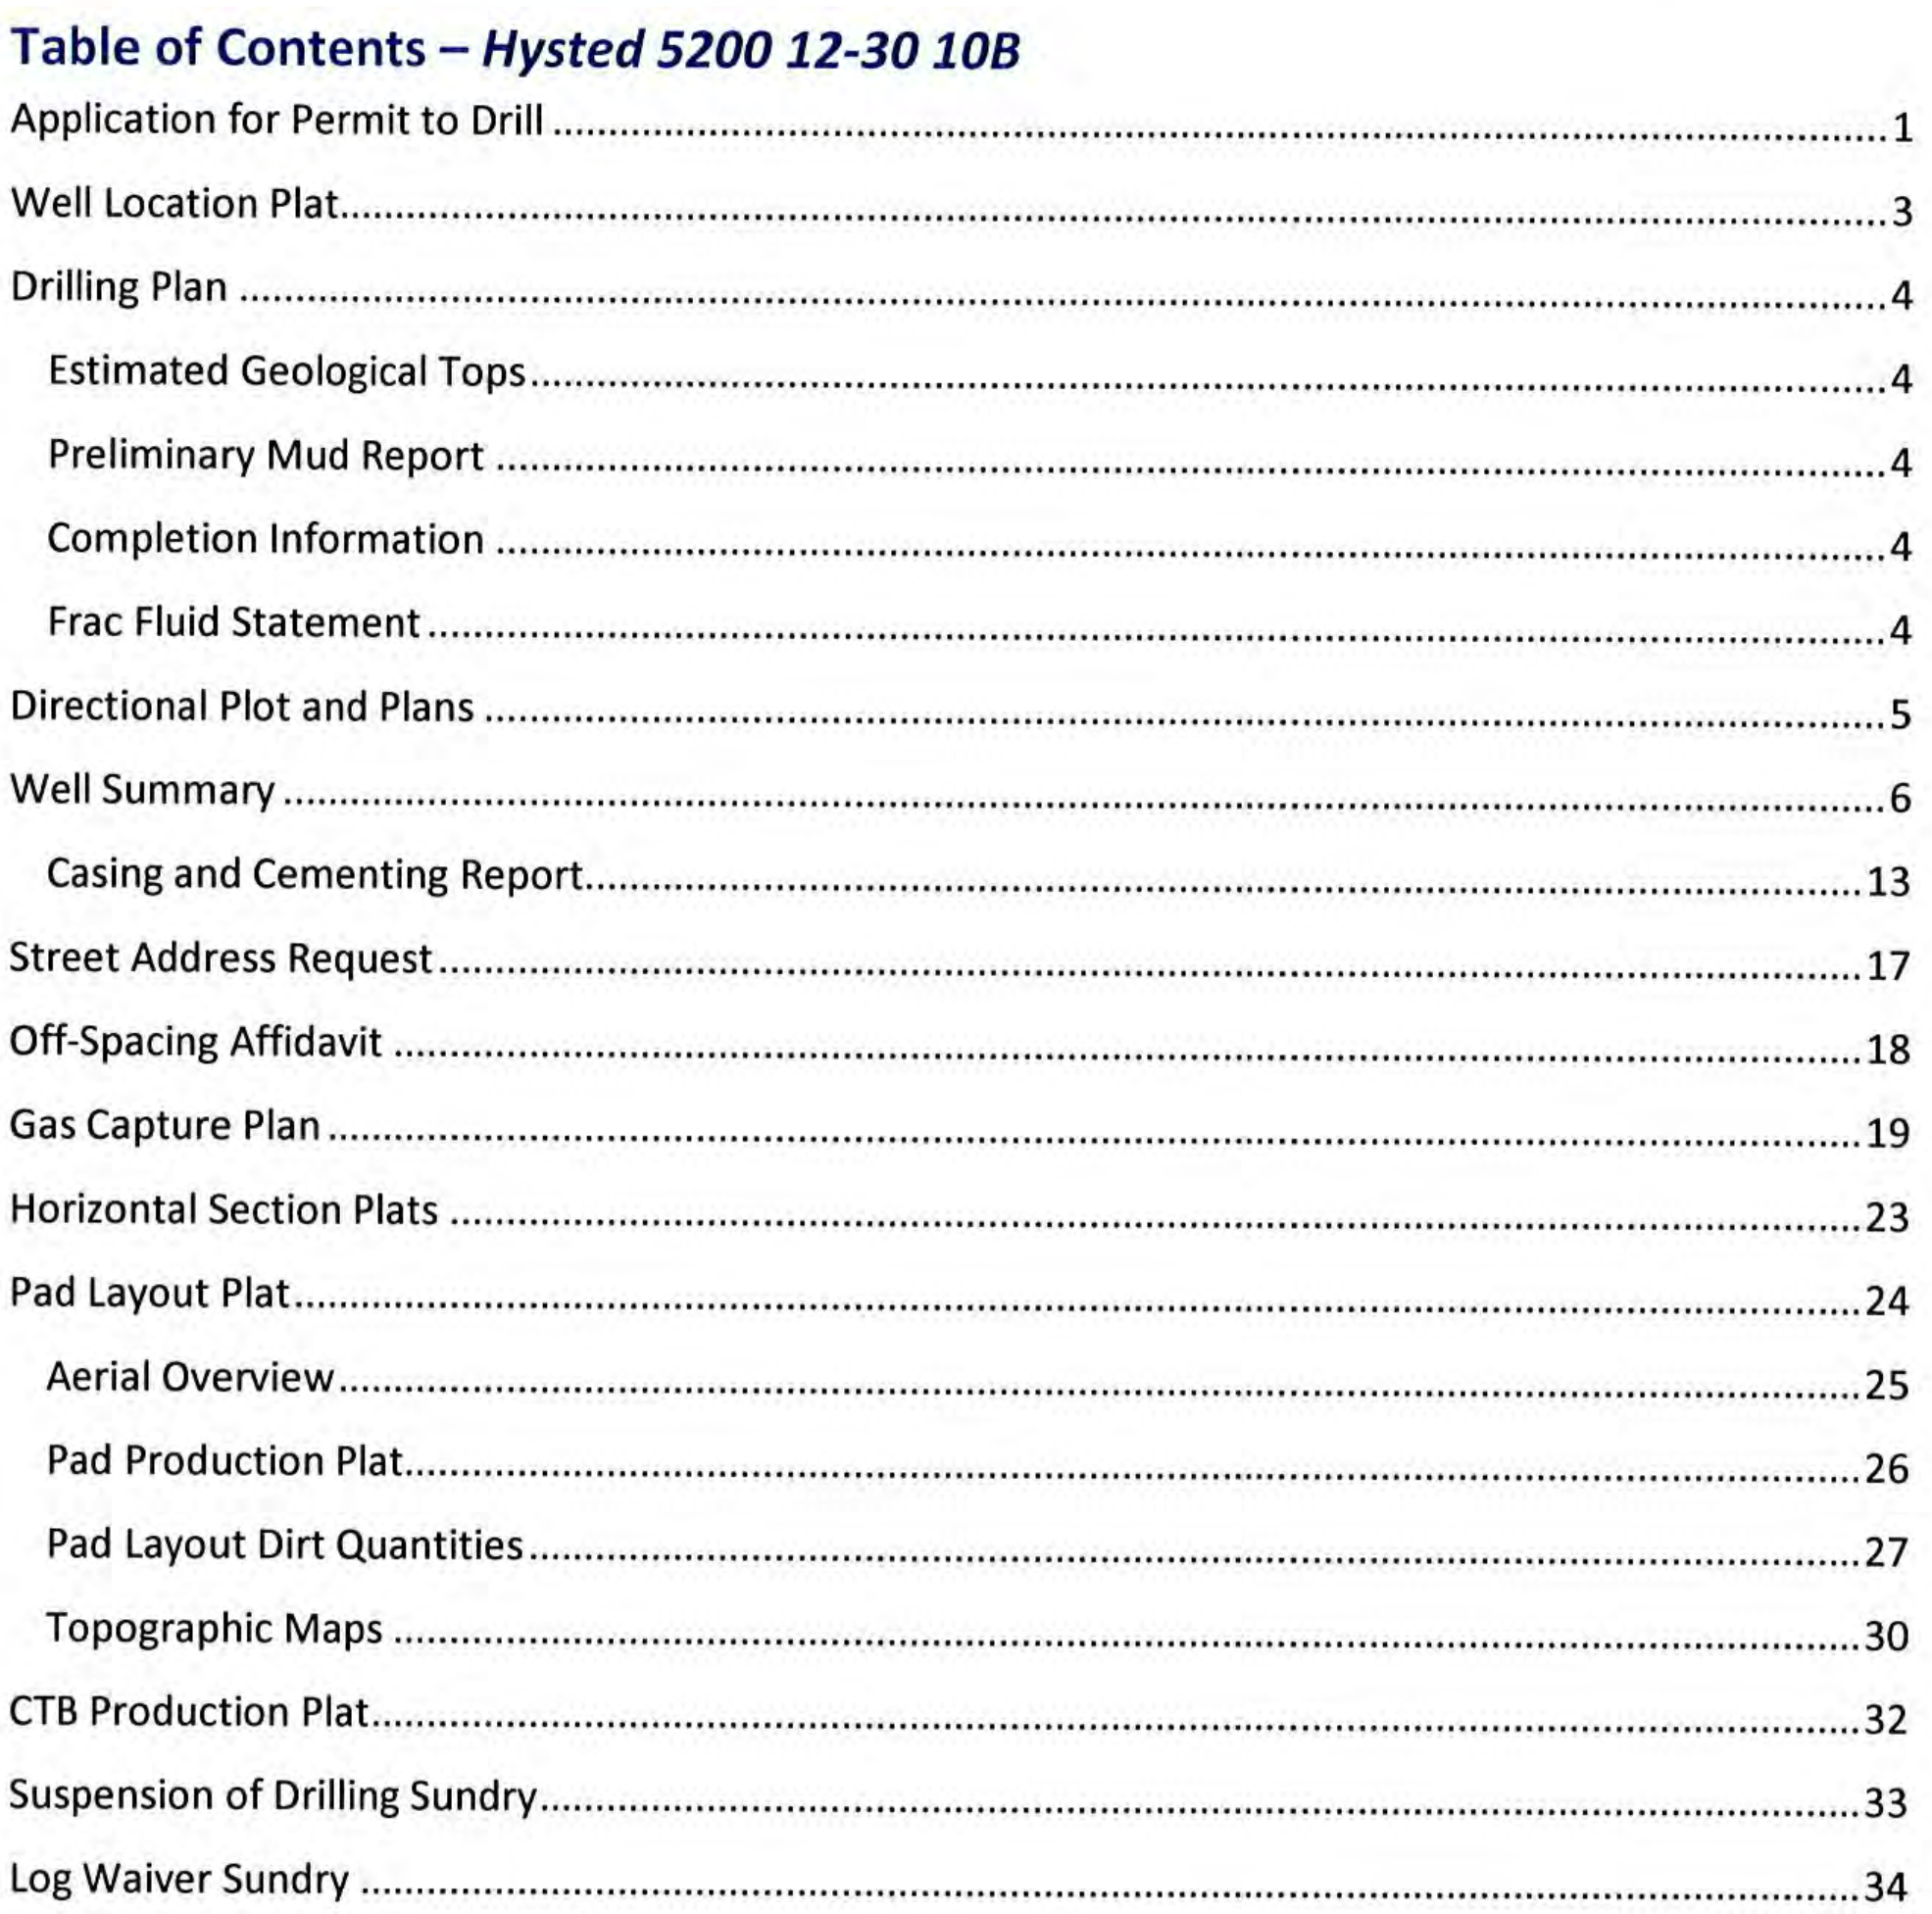 Table of Contents – Hysted 5200 12-30 10B
Application for Permit to Drill ........................................ 1
Well Location Plat........................................ 3
Drilling Plan ........................................ 4
Estimated Geological Tops........................................ 4
Preliminary Mud Report ........................................ 4
Completion Information ........................................ 4
Frac Fluid Statement ........................................ 4
Directional Plot and Plans ........................................ 5
Well Summary ........................................ 6
Casing and Cementing Report........................................ 13
Street Address Request........................................ 17
Off-Spacing Affidavit ........................................ 18
Gas Capture Plan ........................................ 19
Horizontal Section Plats ........................................ 23
Pad Layout Plat........................................ 24
Aerial Overview........................................ 25
Pad Production Plat........................................ 26
Pad Layout Dirt Quantities........................................ 27
Topographic Maps ........................................ 30
CTB Production Plat........................................ 32
Suspension of Drilling Sundry........................................ 33
Log Waiver Sundry ........................................ 34